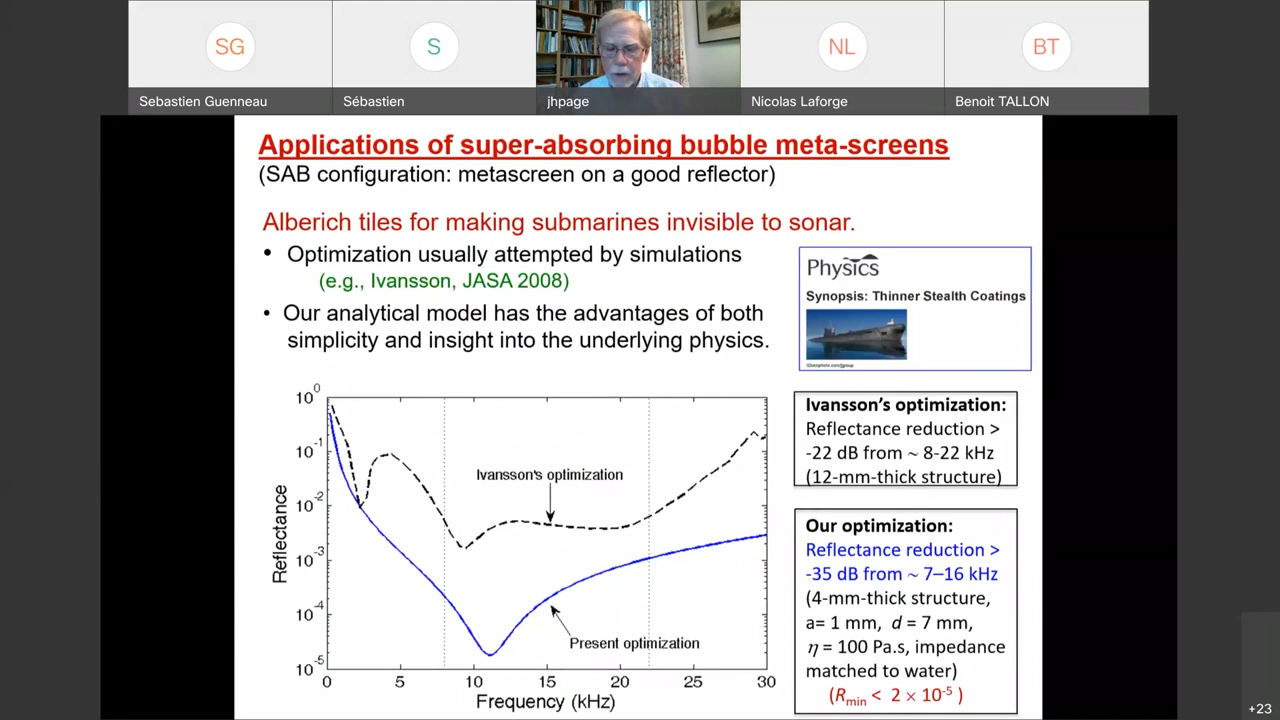 SG
S
NL
BT
Sebastien Guenneau
Sébastien
jhpage
Nicolas Laforge
Benoit TALLON
Applications of super-absorbing bubble meta-screens
(SAB configuration: metascreen on a good reflector)
Alberich tiles for making submarines invisible to sonar.
• Optimization usually attempted by simulations
(e.g., Ivansson, JASA 2008)
• Our analytical model has the advantages of both
simplicity and insight into the underlying physics.
Physics
Synopsis: Thinner Stealth Coatings
10^0
10^-1
10^-2
10^-3
10^-4
10^-5
Reflectance
Ivansson's optimization
Present optimization
0 5 10 15 20 25 30
Frequency (kHz)
Ivansson's optimization:
Reflectance reduction >
-22 dB from ~ 8-22 kHz
(12-mm-thick structure)
Our optimization:
Reflectance reduction >
-35 dB from ~ 7–16 kHz
(4-mm-thick structure,
a= 1 mm, d = 7 mm,
η = 100 Pa.s, impedance
matched to water)
(Rmin < 2 × 10^-5 )
+23